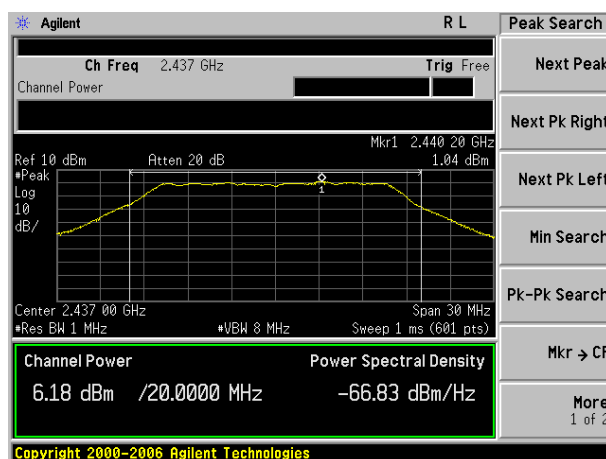 Agilent R L Peak Search
Ch Freq 2.437 GHz Trig Free
Channel Power
Mkr1 2.440 20 GHz
Ref 10 dBm Atten 20 dB 1.04 dBm
#Peak
Log
10
dB/
1
Center 2.437 00 GHz Span 30 MHz
#Res BW 1 MHz #VBW 8 MHz Sweep 1 ms (601 pts)
Channel Power Power Spectral Density
6.18 dBm /20.0000 MHz -66.83 dBm/Hz
Next Peak
Next Pk Right
Next Pk Left
Min Search
Pk-Pk Search
Mkr → CF
More
1 of 2
Copyright 2000-2006 Agilent Technologies